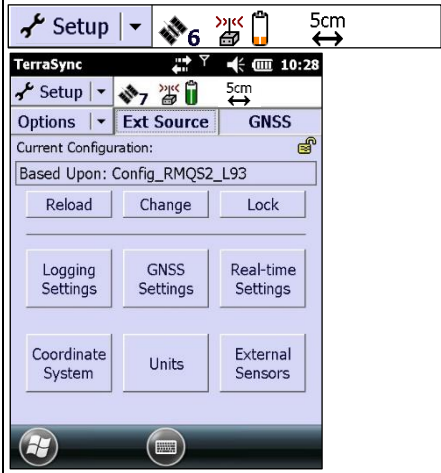 Setup 6 5cm
TerraSync 10:28
Setup 7 5cm
Options Ext Source GNSS
Current Configuration:
Based Upon: Config_RMQS2_L93
Reload Change Lock
Logging Settings
GNSS Settings
Real-time Settings
Coordinate System
Units
External Sensors